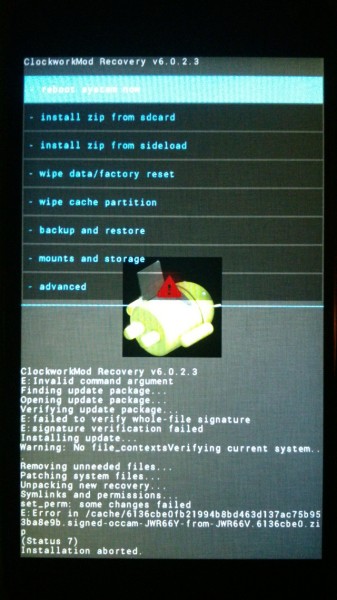 ClockworkMod Recovery v6.0.2.3
- reboot system now
- install zip from sdcard
- install zip from sideload
- wipe data/factory reset
- wipe cache partition
- backup and restore
- mounts and storage
- advanced
ClockworkMod Recovery v6.0.2.3
E:Invalid command argument
Finding update package...
Opening update package...
Verifying update package...
E:failed to verify whole-file signature
E:signature verification failed
Installing update...
Warning: No file_contextsVerifying current system..
.
Removing unneeded files...
Patching system files...
Unpacking new recovery...
Symlinks and permissions...
set_perm: some changes failed
E:Error in /cache/6136cbe0fb21994b8bd463d137ac75b95
3ba8e9b.signed-occam-JWR66Y-from-JWR66V.6136cbe0.zi
p
(Status 7)
Installation aborted.